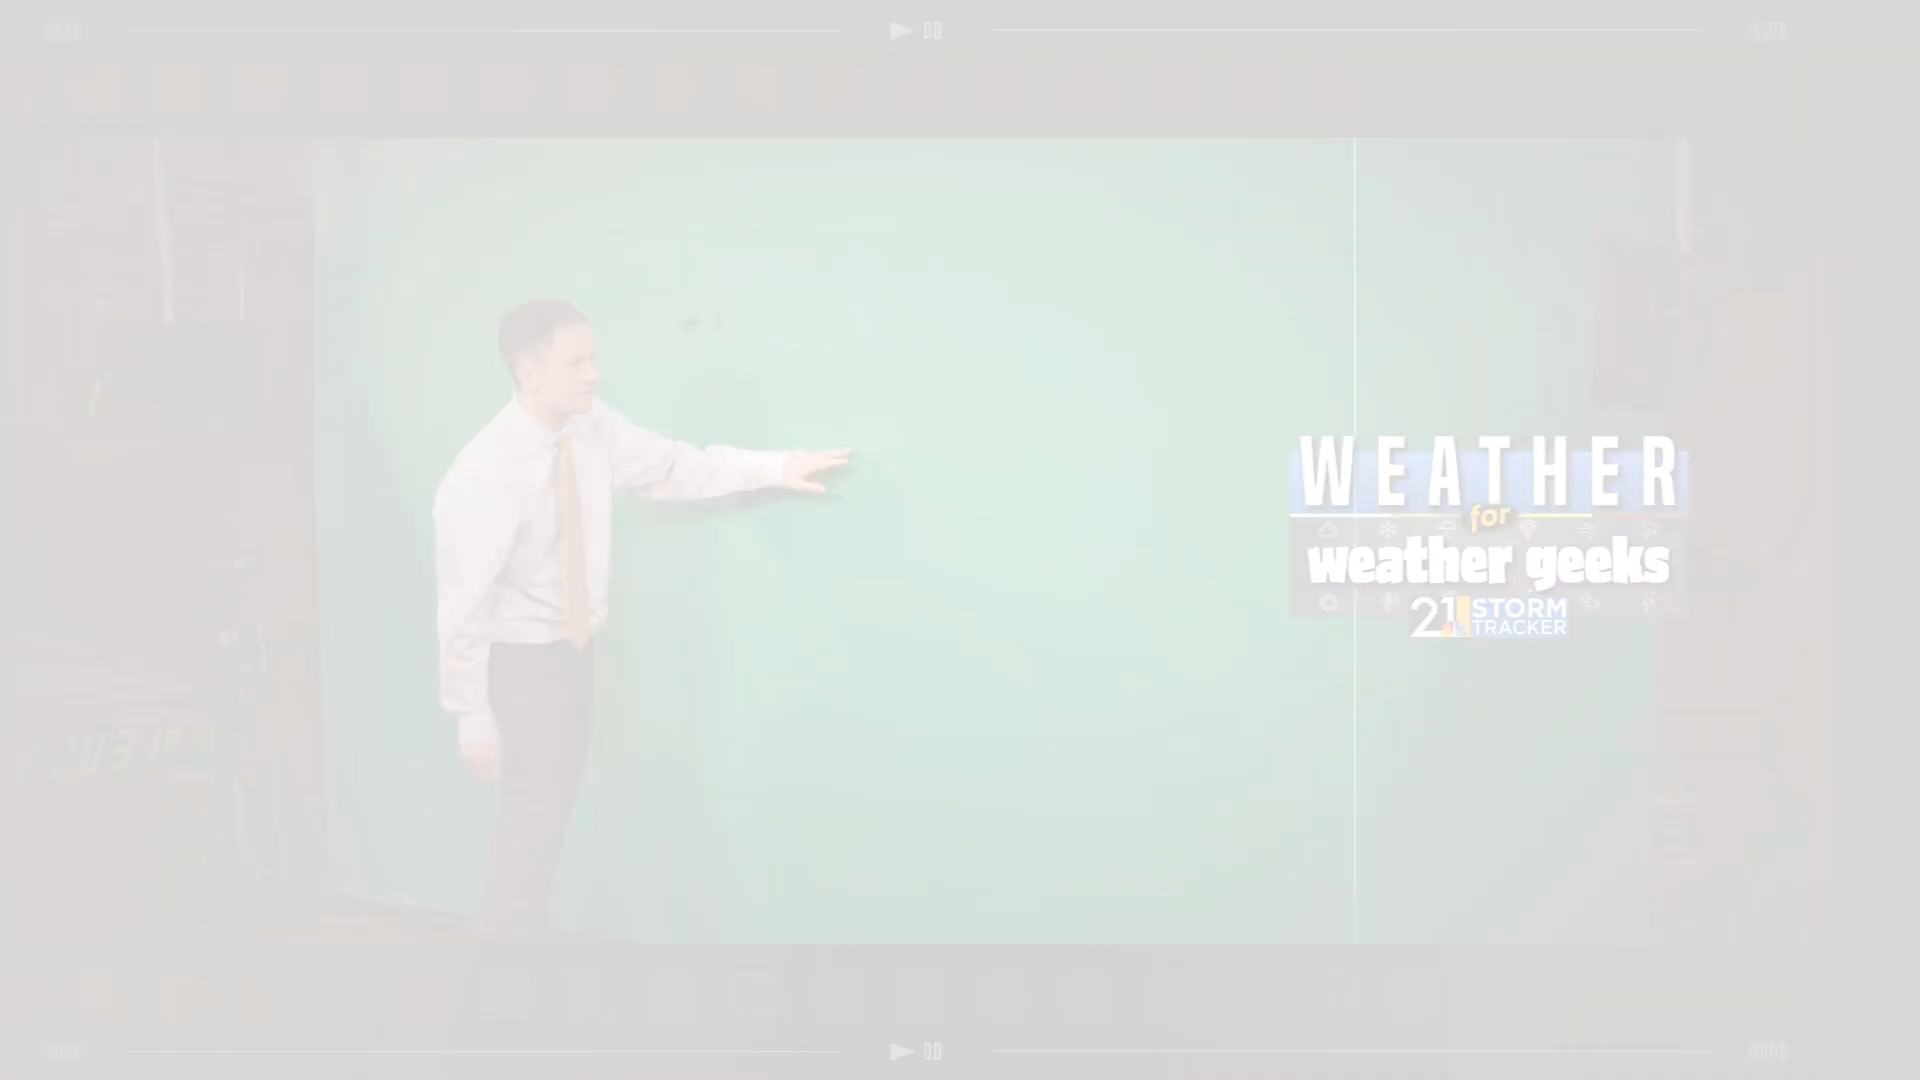 WEATHER
for
weather geeks
21 STORM
TRACKER